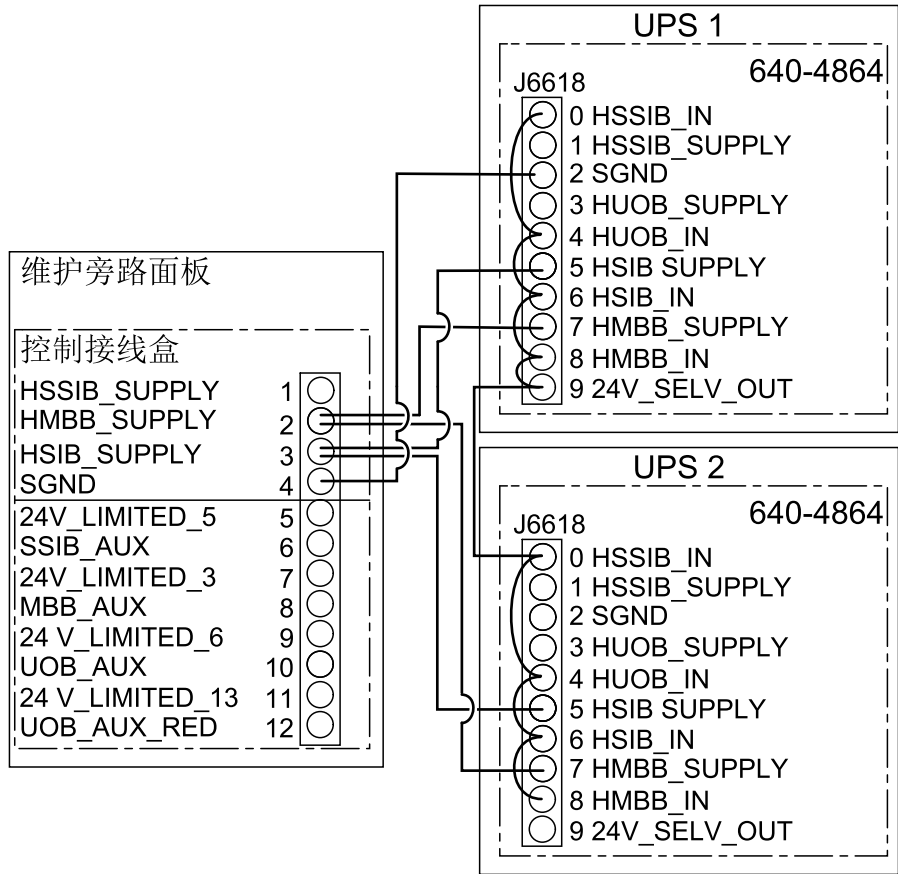 UPS 1
640-4864
J6618
0 HSSIB_IN
1 HSSIB_SUPPLY
2 SGND
3 HUOB_SUPPLY
4 HUOB_IN
5 HSIB SUPPLY
6 HSIB_IN
7 HMBB_SUPPLY
8 HMBB_IN
9 24V_SELV_OUT
维护旁路面板
控制接线盒
HSSIB_SUPPLY 1
HMBB_SUPPLY 2
HSIB_SUPPLY 3
SGND 4
24V_LIMITED_5 5
SSIB_AUX 6
24V_LIMITED_3 7
MBB_AUX 8
24 V_LIMITED_6 9
UOB_AUX 10
24 V_LIMITED_13 11
UOB_AUX_RED 12
UPS 2
640-4864
J6618
0 HSSIB_IN
1 HSSIB_SUPPLY
2 SGND
3 HUOB_SUPPLY
4 HUOB_IN
5 HSIB SUPPLY
6 HSIB_IN
7 HMBB_SUPPLY
8 HMBB_IN
9 24V_SELV_OUT